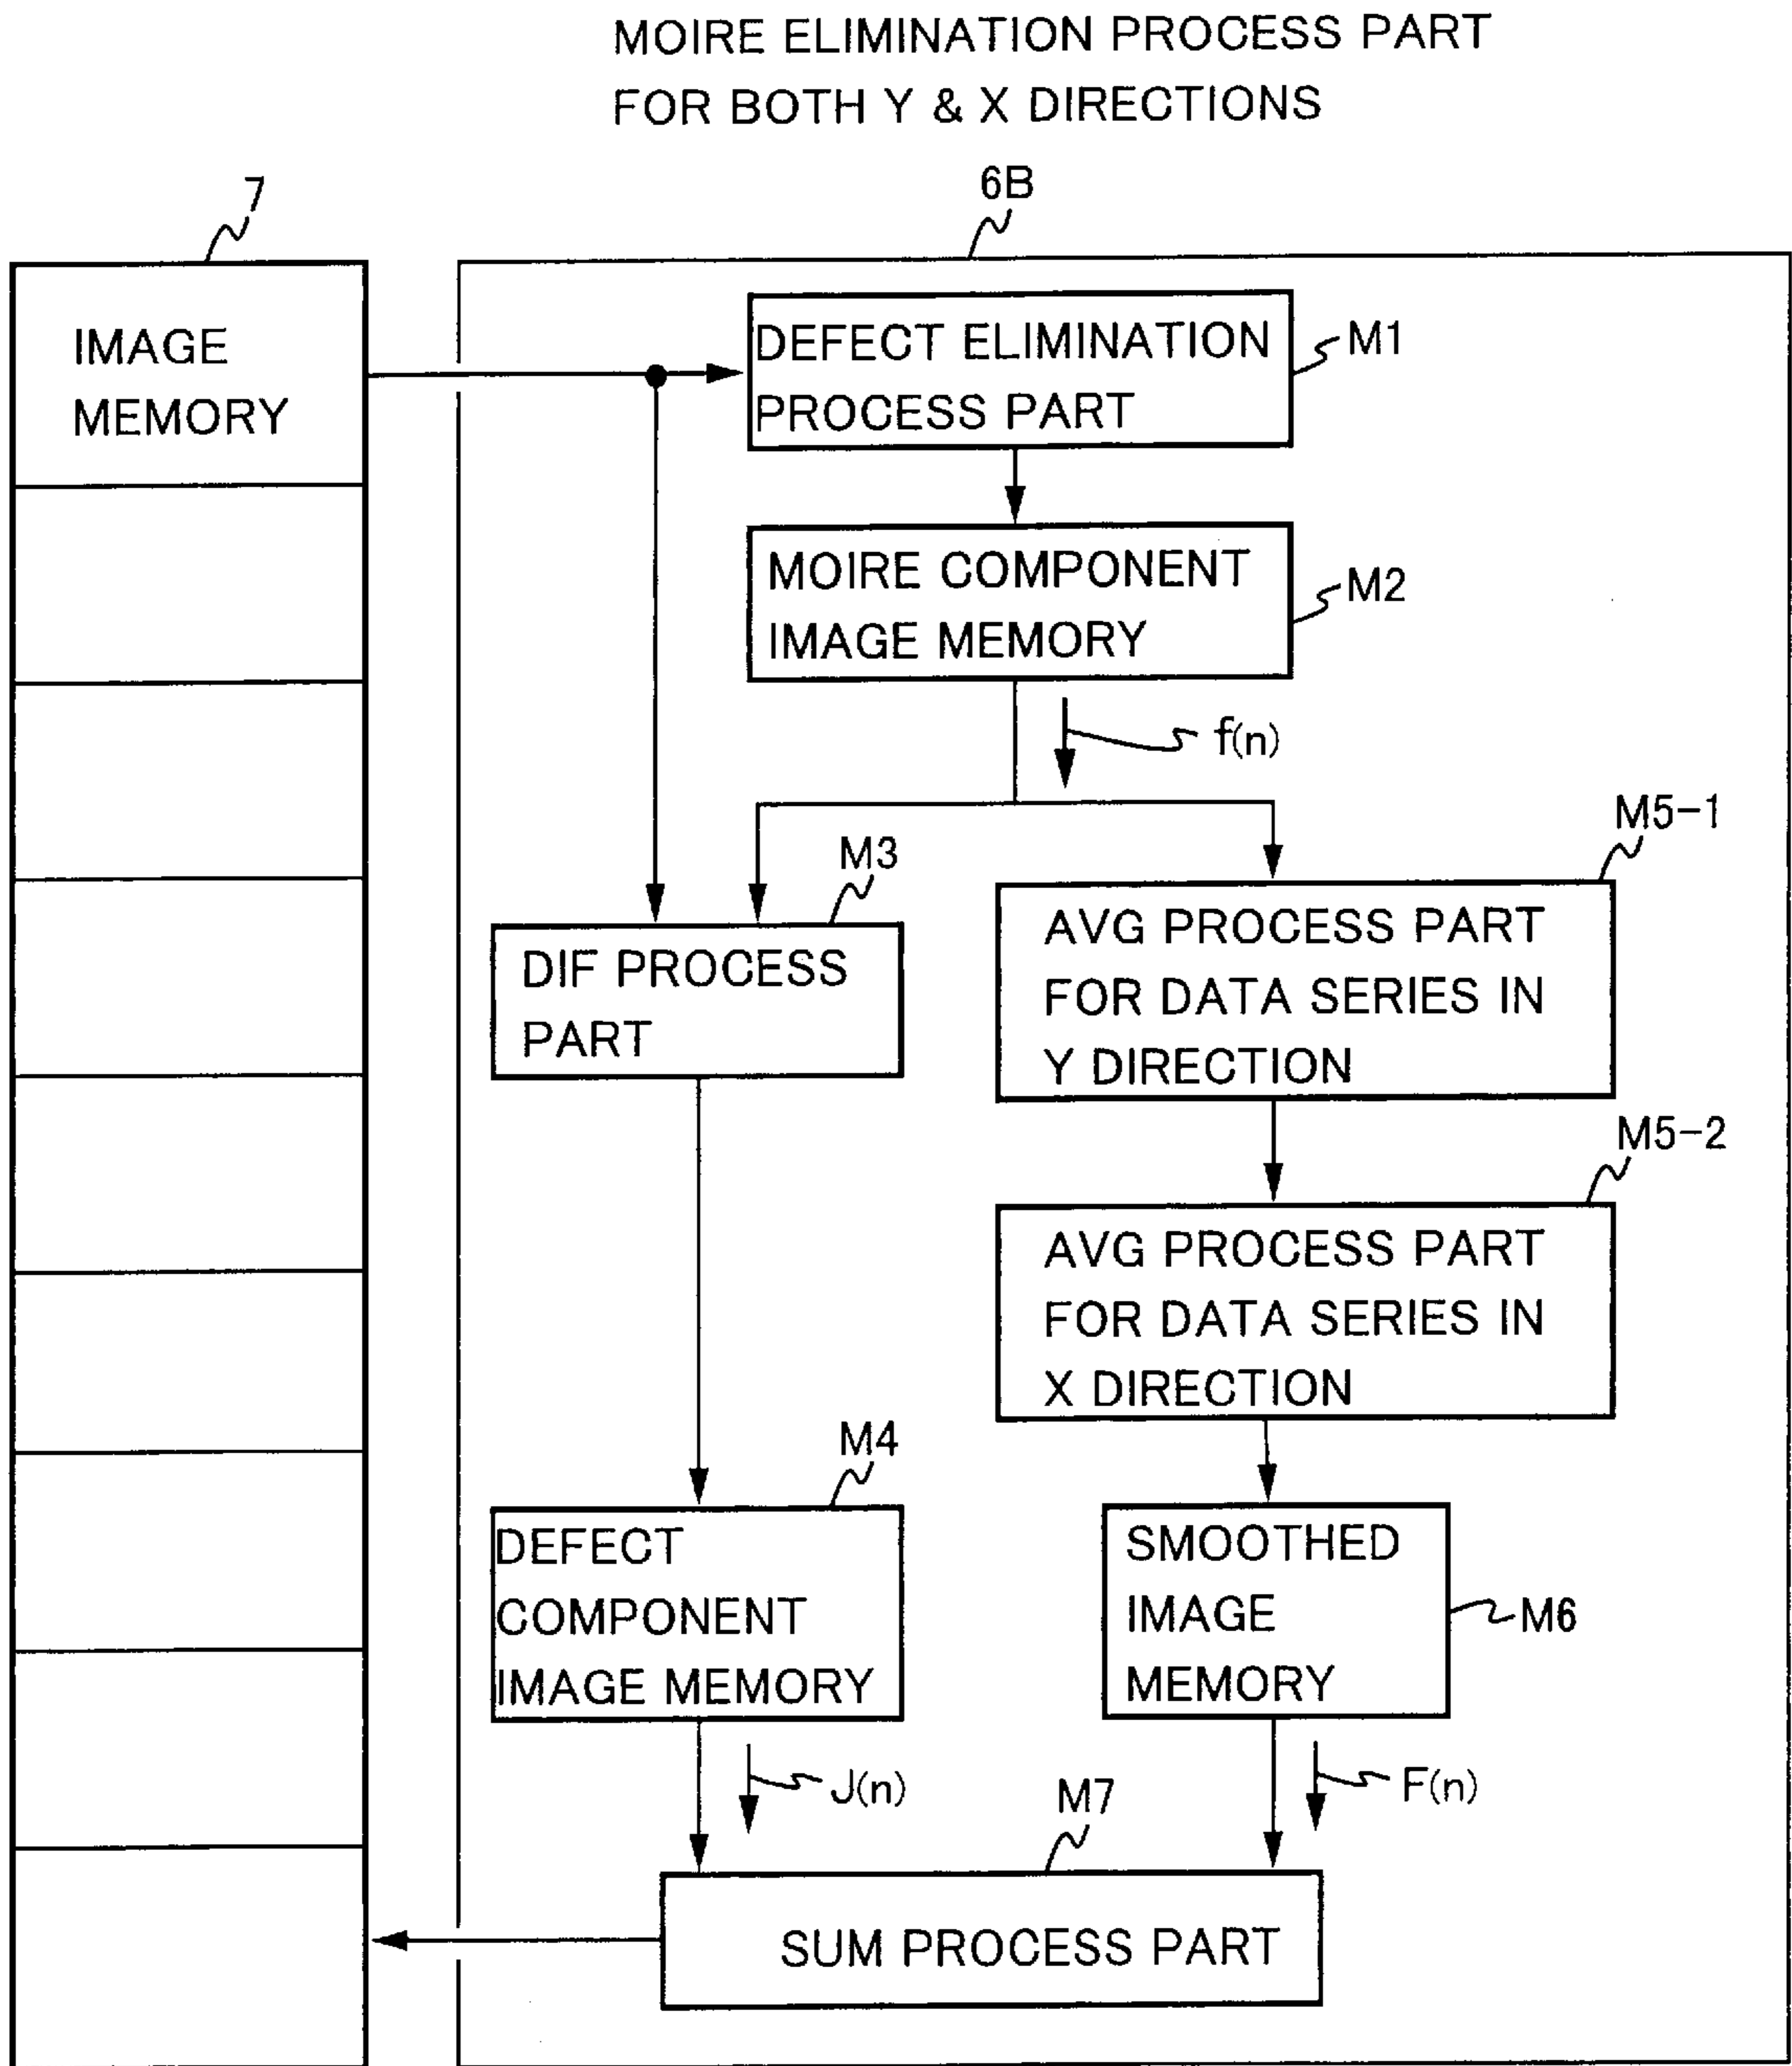 MOIRE ELIMINATION PROCESS PART
FOR BOTH Y & X DIRECTIONS
7
6B
IMAGE
MEMORY
DEFECT ELIMINATION
PROCESS PART
M1
MOIRE COMPONENT
IMAGE MEMORY
M2
f(n)
M5-1
M3
AVG PROCESS PART
FOR DATA SERIES IN
Y DIRECTION
DIF PROCESS
PART
M5-2
AVG PROCESS PART
FOR DATA SERIES IN
X DIRECTION
M4
DEFECT
COMPONENT
IMAGE MEMORY
SMOOTHED
IMAGE
MEMORY
M6
J(n)
F(n)
M7
SUM PROCESS PART